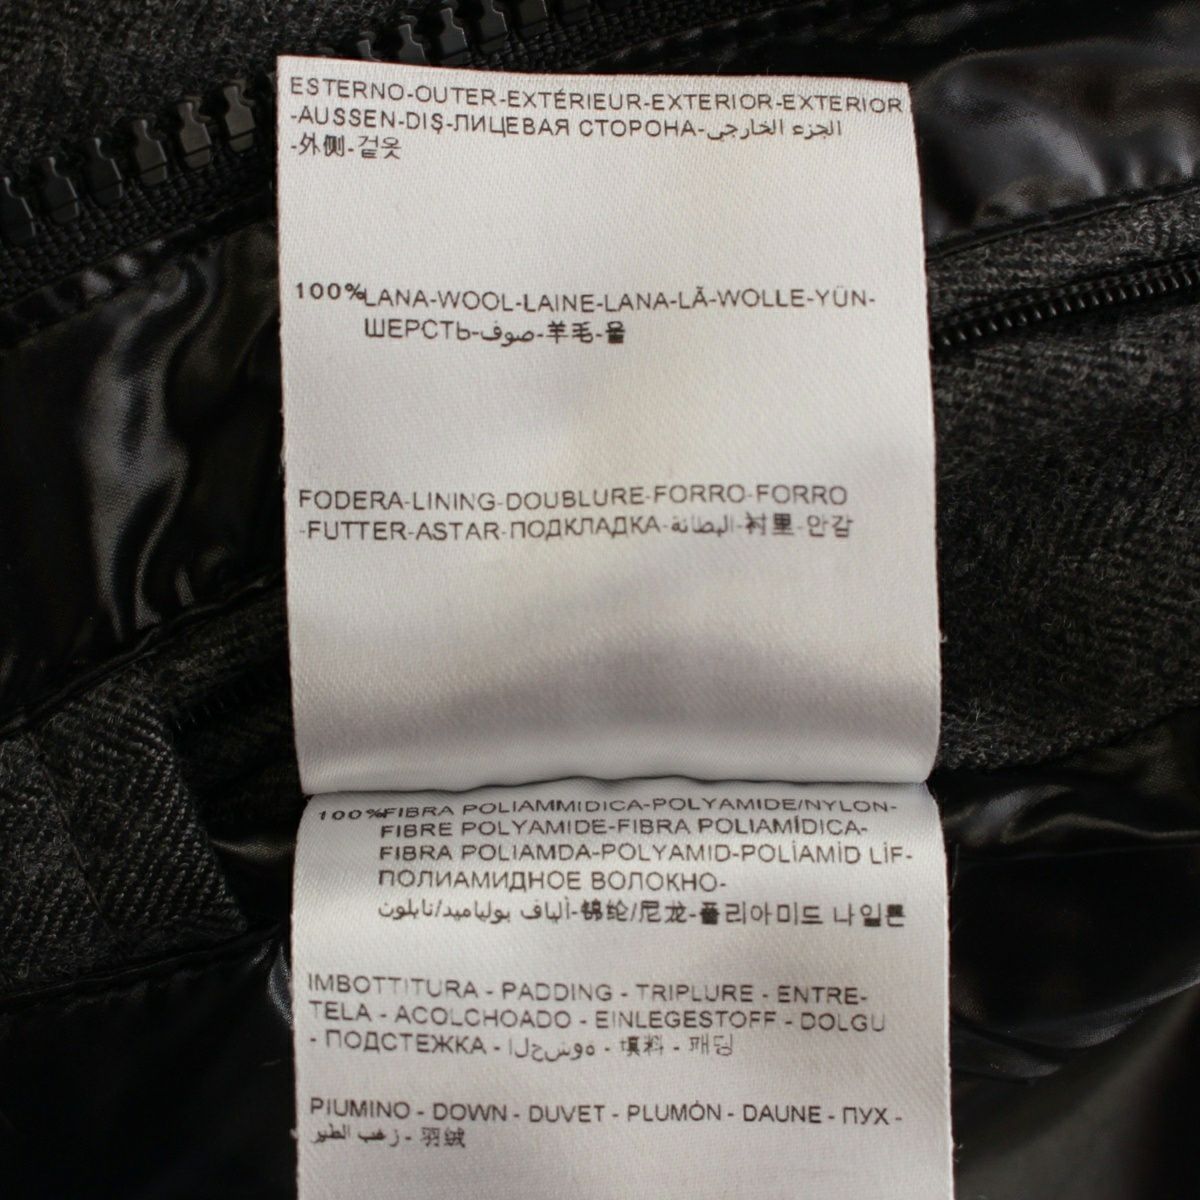 ESTERNO-OUTER-EXTÉRIEUR-EXTERIOR-EXTERIOR
-AUSSEN-DIŞ-ЛИЦЕВАЯ СТОРОНА-الجزء الخارجي
-外侧-겉옷
100%LANA-WOOL-LAINE-LANA-LÃ-WOLLE-YÜN-
ШЕРСТЬ-صوف-羊毛-울
FODERA-LINING-DOUBLURE-FORRO-FORRO
-FUTTER-ASTAR-ПОДКЛАДКА-البطانة-衬里-안감
100%FIBRA POLIAMMIDICA-POLYAMIDE/NYLON-
FIBRE POLYAMIDE-FIBRA POLIAMÍDICA-
FIBRA POLIAMDA-POLYAMID-POLİAMİD LİF-
ПОЛИАМИДНОЕ ВОЛОКНО-
ألياف بولياميد/نايلون-锦纶/尼龙-폴리아미드 나일론
IMBOTTITURA - PADDING - TRIPLURE - ENTRE-
TELA - ACOLCHOADO - EINLEGESTOFF - DOLGU
- ПОДСТЕЖКА - الحشوة - 填料 - 패딩
PIUMINO - DOWN - DUVET - PLUMÓN - DAUNE - ПУХ -
زغب الطير - 羽绒